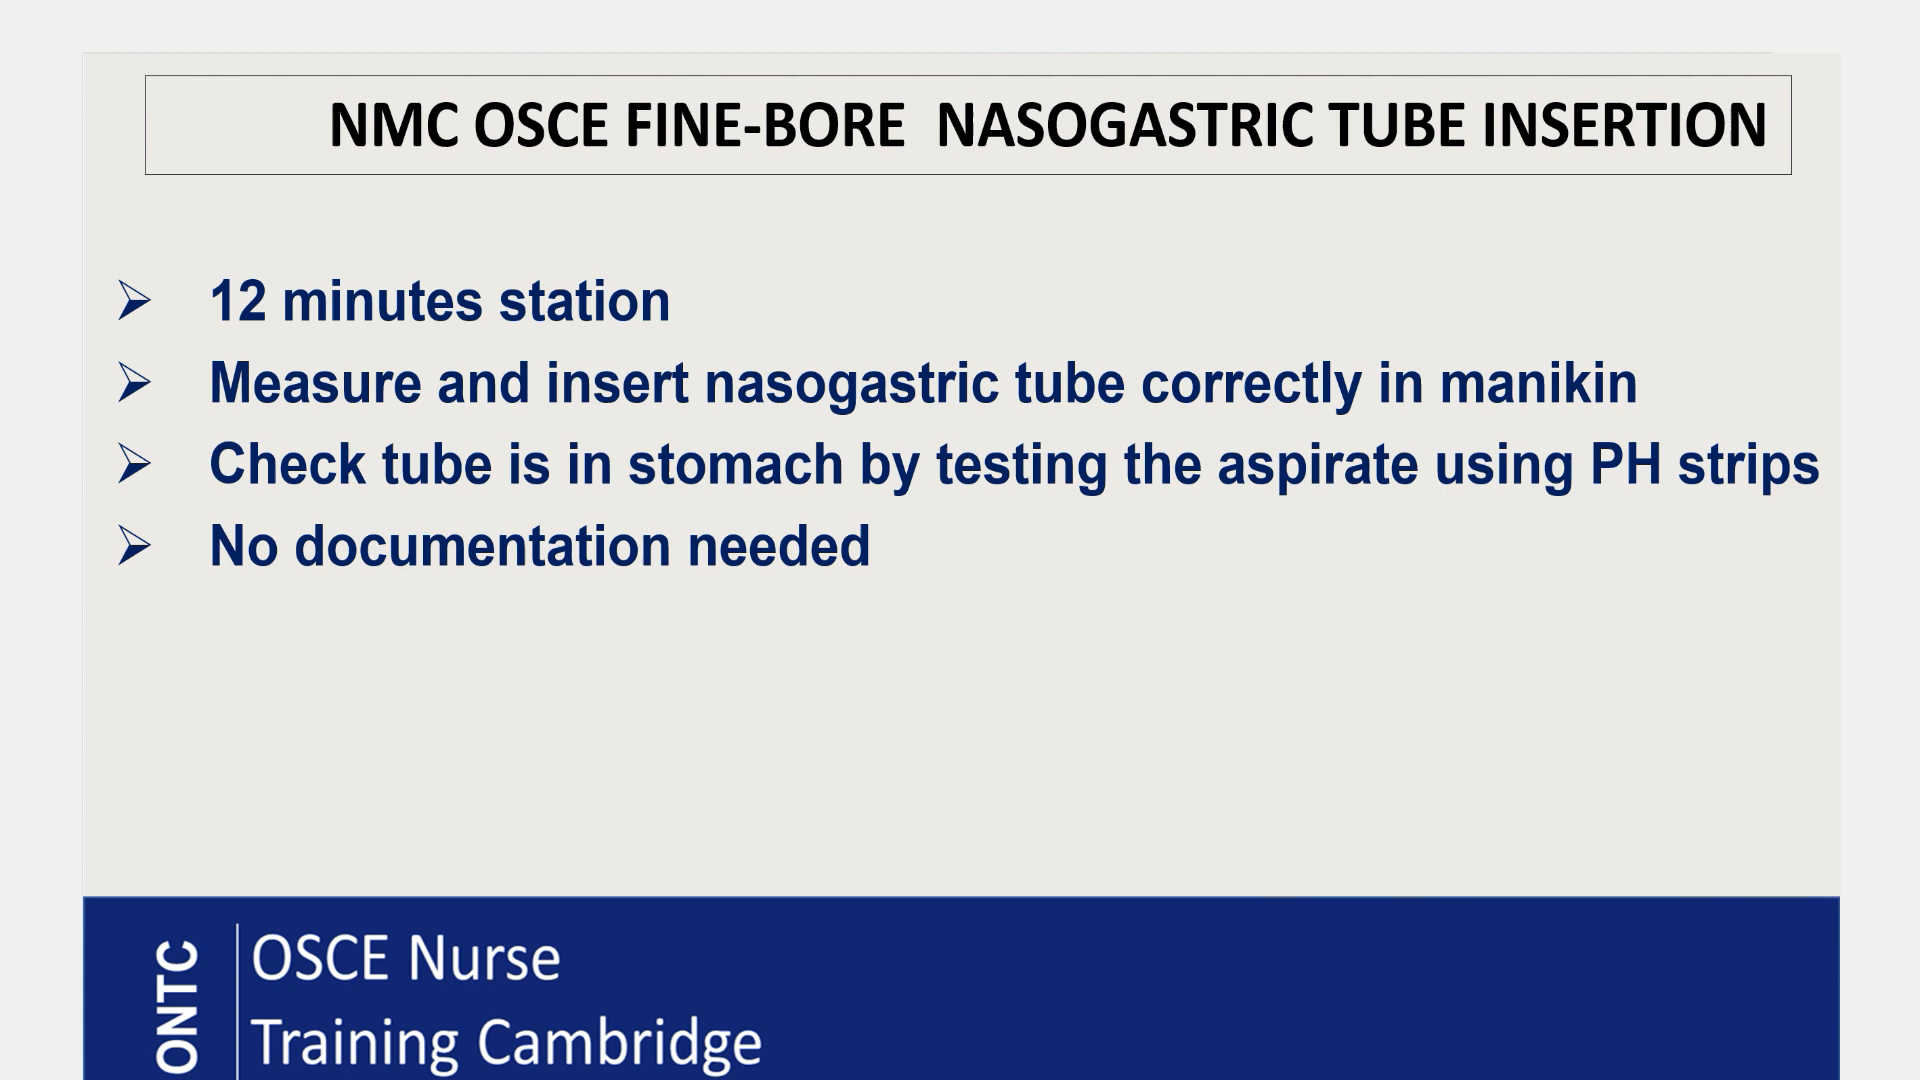 NMC OSCE FINE-BORE NASOGASTRIC TUBE INSERTION
12 minutes station
Measure and insert nasogastric tube correctly in manikin
Check tube is in stomach by testing the aspirate using PH strips
No documentation needed
ONTC
OSCE Nurse
Training Cambridge